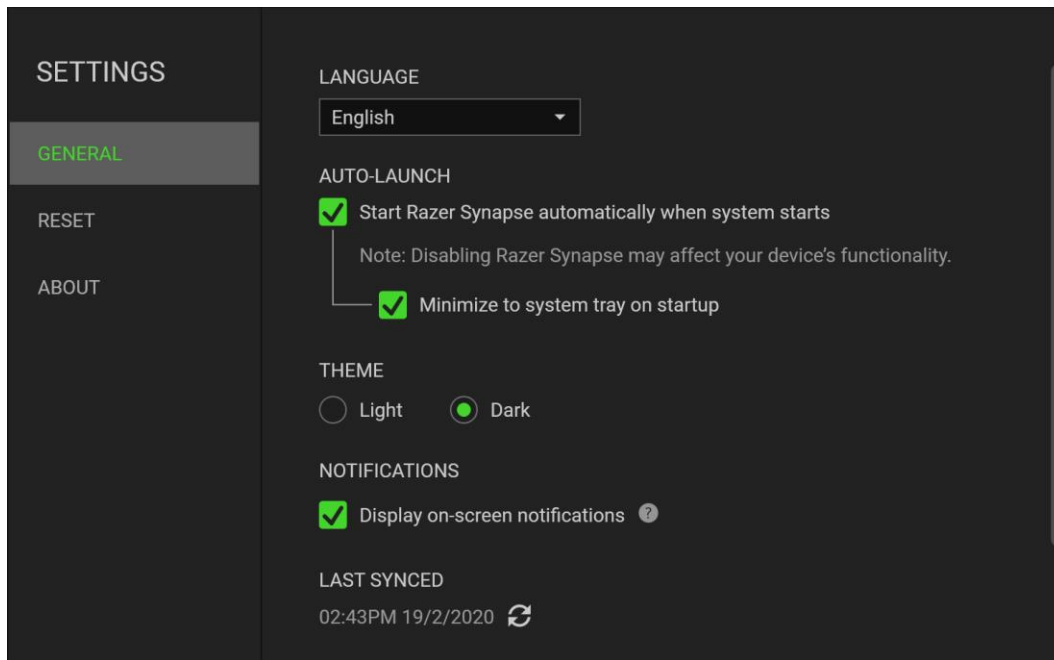 SETTINGS
GENERAL
RESET
ABOUT
LANGUAGE
English
AUTO-LAUNCH
Start Razer Synapse automatically when system starts
Note: Disabling Razer Synapse may affect your device’s functionality.
Minimize to system tray on startup
THEME
Light Dark
NOTIFICATIONS
Display on-screen notifications ?
LAST SYNCED
02:43PM 19/2/2020